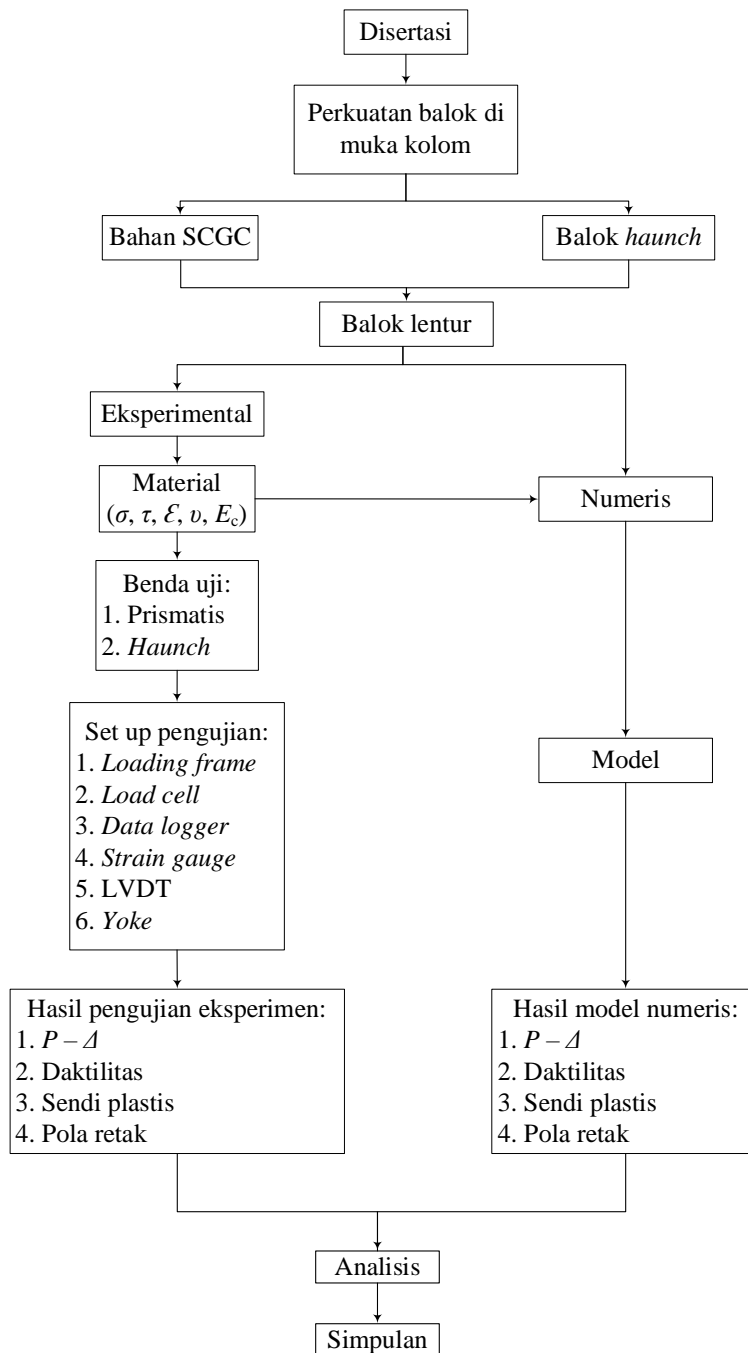 Disertasi
Perkuatan balok di
muka kolom
Bahan SCGC
Balok haunch
Balok lentur
Eksperimental
Material
(σ, τ, Ɛ, υ, Ec)
Numeris
Benda uji:
1. Prismatis
2. Haunch
Set up pengujian:
1. Loading frame
2. Load cell
3. Data logger
4. Strain gauge
5. LVDT
6. Yoke
Model
Hasil pengujian eksperimen:
1. P – Δ
2. Daktilitas
3. Sendi plastis
4. Pola retak
Hasil model numeris:
1. P – Δ
2. Daktilitas
3. Sendi plastis
4. Pola retak
Analisis
Simpulan